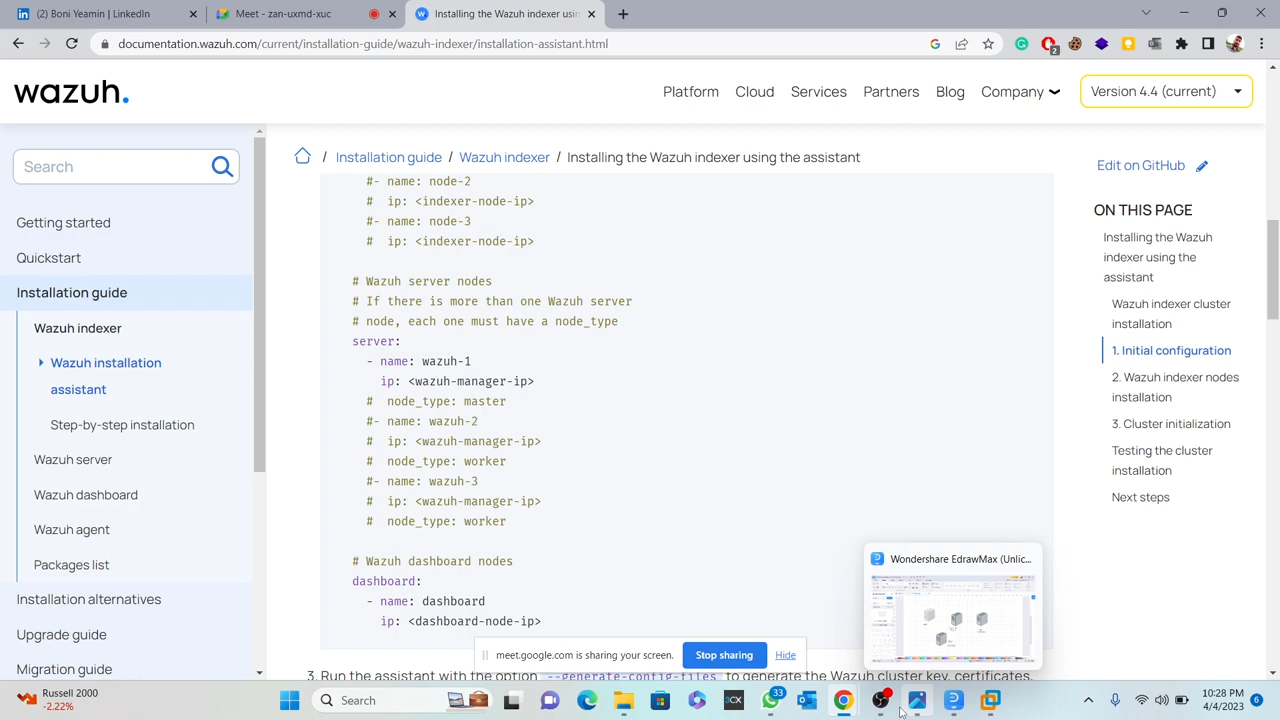 (2) Boni Yeamin | LinkedIn
Meet - zan-uxmd-xuc
Installing the Wazuh indexer usin
documentation.wazuh.com/current/installation-guide/wazuh-indexer/installation-assistant.html
2
wazuh.
Platform
Cloud
Services
Partners
Blog
Company
Version 4.4 (current)
Search
Getting started
Quickstart
Installation guide
Wazuh indexer
Wazuh installation
assistant
Step-by-step installation
Wazuh server
Wazuh dashboard
Wazuh agent
Packages list
Installation alternatives
Upgrade guide
Migration guide
/ Installation guide / Wazuh indexer / Installing the Wazuh indexer using the assistant
#- name: node-2
#  ip: <indexer-node-ip>
#- name: node-3
#  ip: <indexer-node-ip>
# Wazuh server nodes
# If there is more than one Wazuh server
# node, each one must have a node_type
server:
- name: wazuh-1
ip: <wazuh-manager-ip>
#  node_type: master
#- name: wazuh-2
#  ip: <wazuh-manager-ip>
#  node_type: worker
#- name: wazuh-3
#  ip: <wazuh-manager-ip>
#  node_type: worker
# Wazuh dashboard nodes
dashboard:
- name: dashboard
ip: <dashboard-node-ip>
3. Run the assistant with the option --generate-config-files to generate the Wazuh cluster key, certificates,
Edit on GitHub
ON THIS PAGE
Installing the Wazuh
indexer using the
assistant
Wazuh indexer cluster
installation
1. Initial configuration
2. Wazuh indexer nodes
installation
3. Cluster initialization
Testing the cluster
installation
Next steps
Wondershare EdrawMax (Unlic...
meet.google.com is sharing your screen.
Stop sharing
Hide
Russell 2000
-2.22%
Search
CX
33
10:28 PM
4/4/2023
6